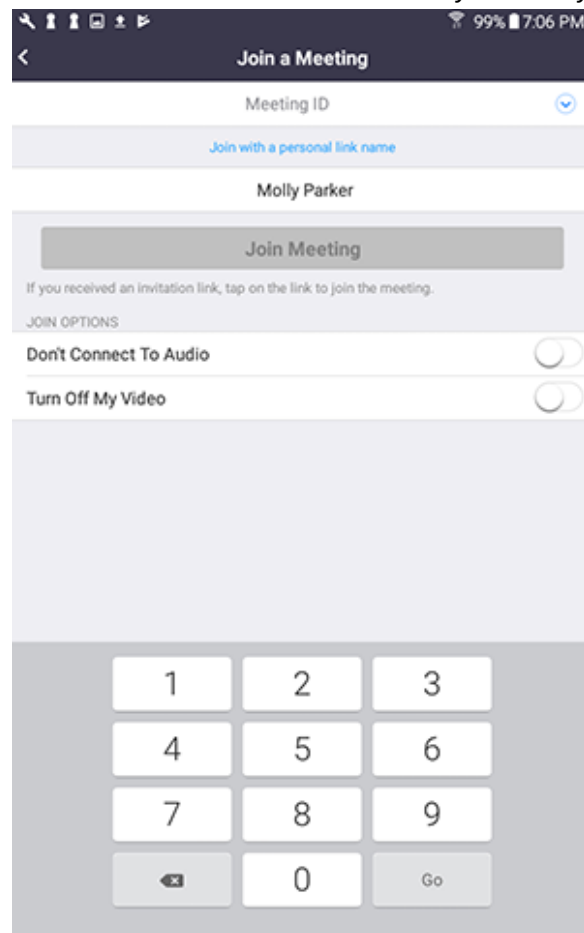 99% 7:06 PM
Join a Meeting
Meeting ID
Join with a personal link name
Molly Parker
Join Meeting
If you received an invitation link, tap on the link to join the meeting.
JOIN OPTIONS
Don't Connect To Audio
Turn Off My Video
1 2 3
4 5 6
7 8 9
0 Go